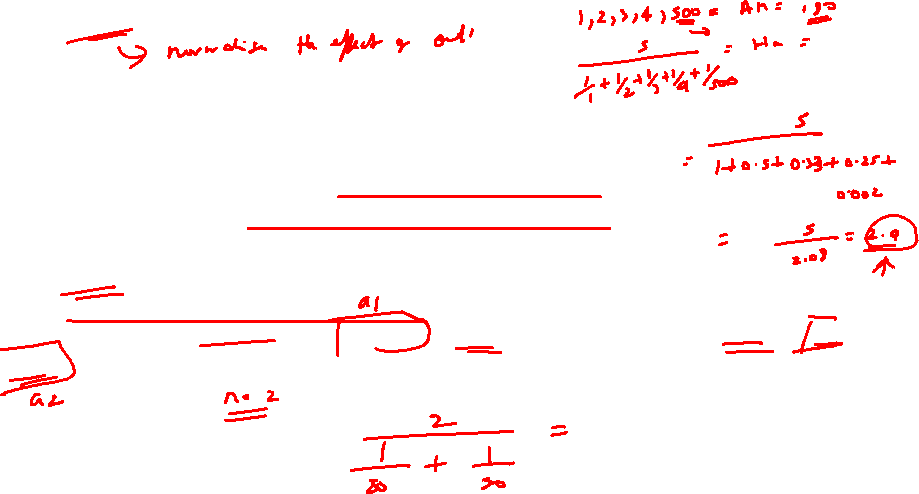 1, 2, 3, 4, 500 = AM =
normalise the effect of outl
5 = HM =
1/1 + 1/2 + 1/3 + 1/4 + 1/500
5
= 1 + 0.5 + 0.33 + 0.25 +
0.002
= 5 = 2.4
2.08
a1
a2
n = 2
2 =
1 + 1
50 50